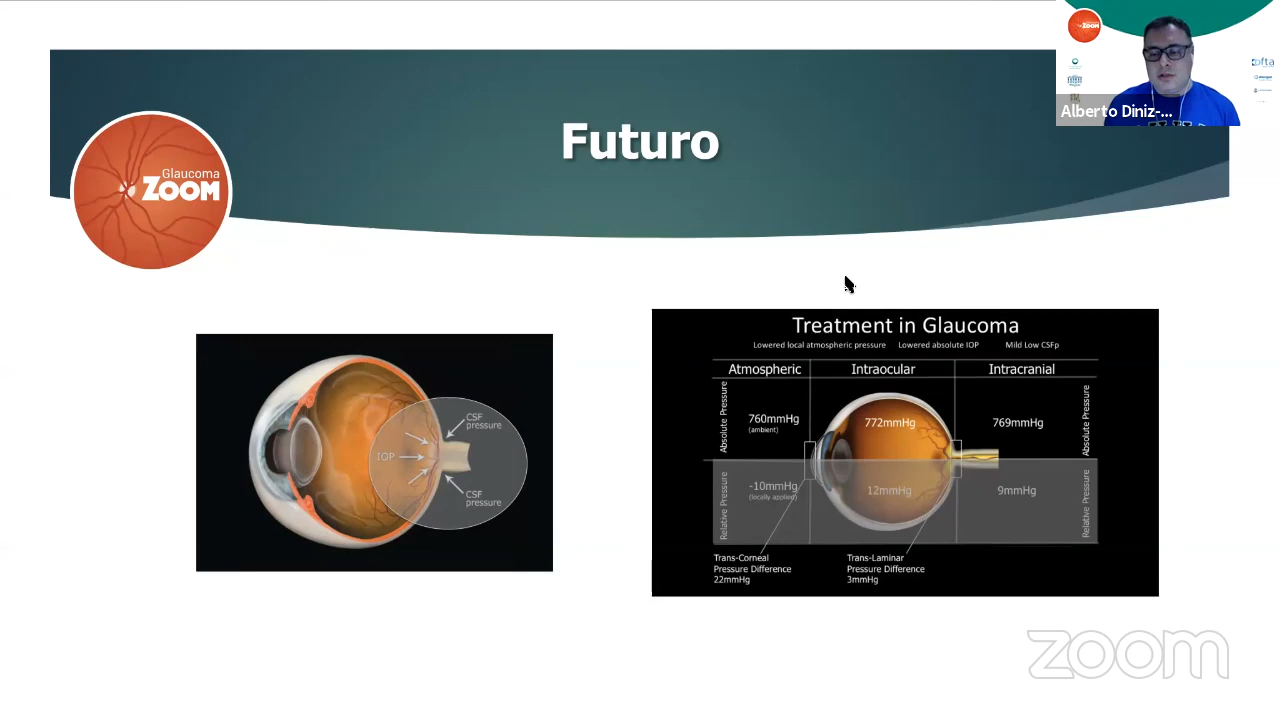 Futuro
Glaucoma
ZOOM
Alberto Diniz-...
ofta
CSF
pressure
IOP
CSF
pressure
Treatment in Glaucoma
Lowered local atmospheric pressure Lowered absolute IOP Mild Low CSFp
Atmospheric Intraocular Intracranial
Absolute Pressure
760mmHg
(ambient)
772mmHg
769mmHg
Absolute Pressure
Relative Pressure
-10mmHg
(locally applied)
12mmHg
9mmHg
Relative Pressure
Trans-Corneal
Pressure Difference
22mmHg
Trans-Laminar
Pressure Difference
3mmHg
zoom